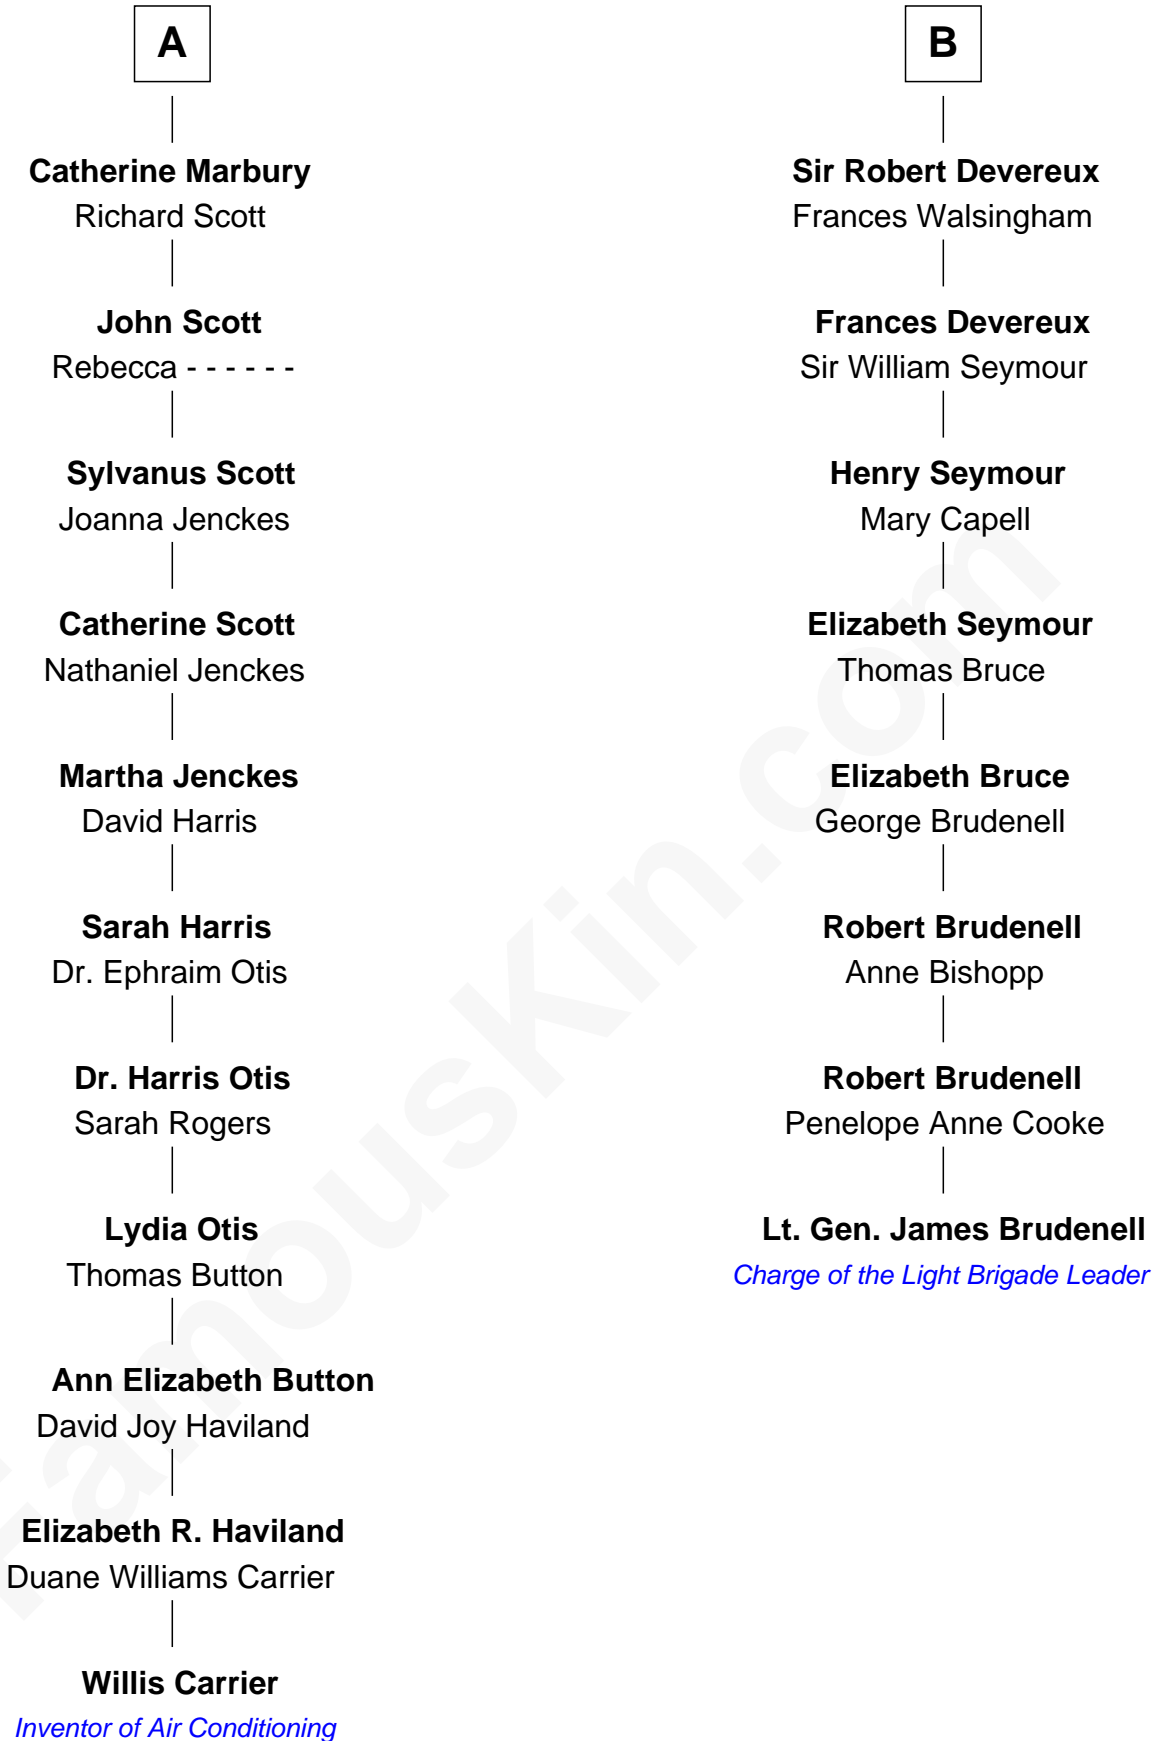 A
Catherine Marbury
Richard Scott
John Scott
Rebecca - - - - - -
Sylvanus Scott
Joanna Jenckes
Catherine Scott
Nathaniel Jenckes
Martha Jenckes
David Harris
Sarah Harris
Dr. Ephraim Otis
Dr. Harris Otis
Sarah Rogers
Lydia Otis
Thomas Button
Ann Elizabeth Button
David Joy Haviland
Elizabeth R. Haviland
Duane Williams Carrier
Willis Carrier
Inventor of Air Conditioning
B
Sir Robert Devereux
Frances Walsingham
Frances Devereux
Sir William Seymour
Henry Seymour
Mary Capell
Elizabeth Seymour
Thomas Bruce
Elizabeth Bruce
George Brudenell
Robert Brudenell
Anne Bishopp
Robert Brudenell
Penelope Anne Cooke
Lt. Gen. James Brudenell
Charge of the Light Brigade Leader
FamousKin.com